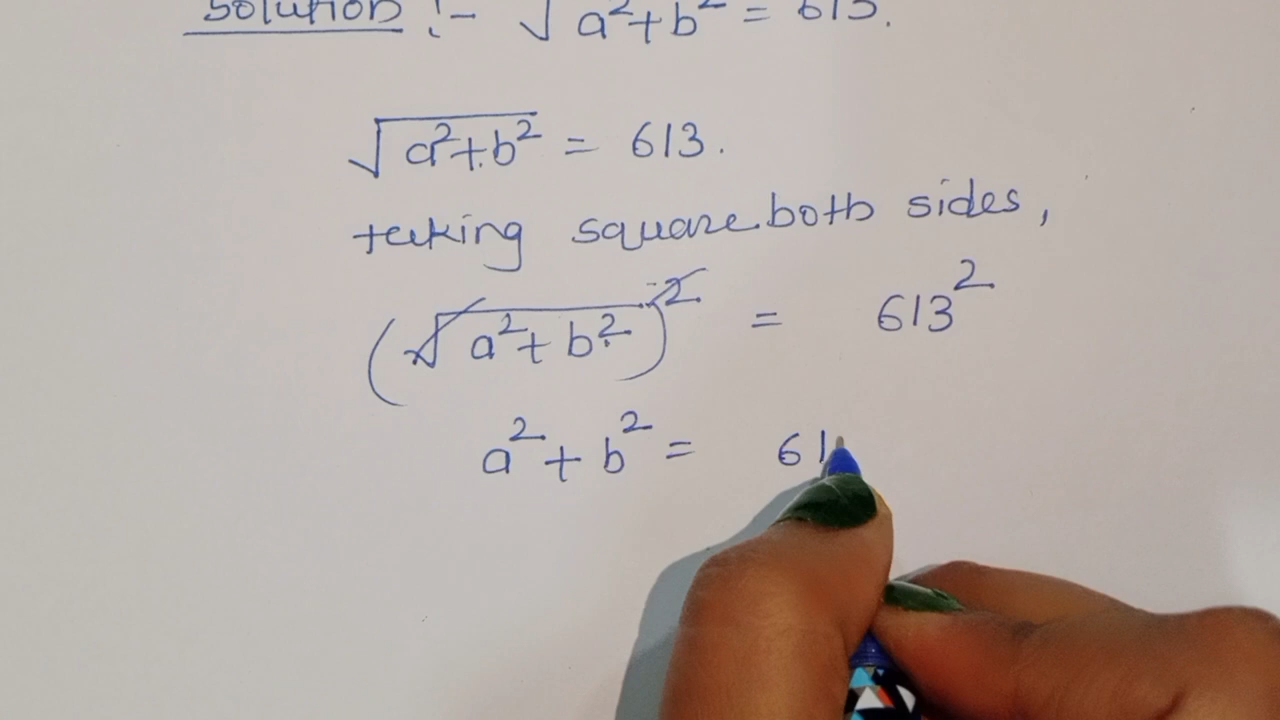 Solution :- √a²+b² = 613.
√a²+b² = 613.
taking square both sides,
(√a²+b²)² = 613²
a²+b² = 61